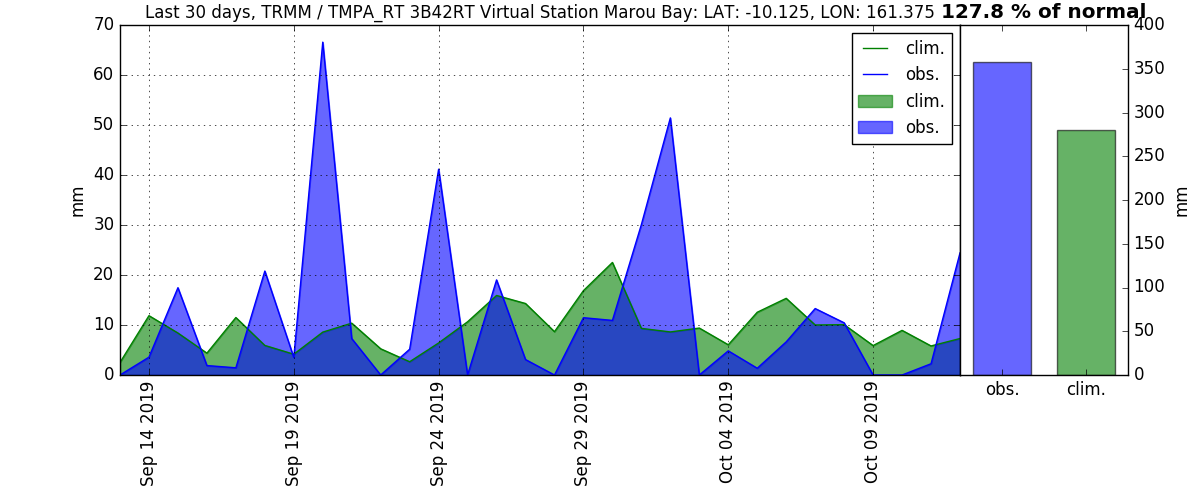 Last 30 days, TRMM / TMPA_RT 3B42RT Virtual Station Marou Bay: LAT: -10.125, LON: 161.375 127.8 % of normal
70
60
50
40
30
20
10
0
mm
clim.
obs.
clim.
obs.
Sep 14 2019
Sep 19 2019
Sep 24 2019
Sep 29 2019
Oct 04 2019
Oct 09 2019
400
350
300
250
200
150
100
50
0
mm
obs.
clim.